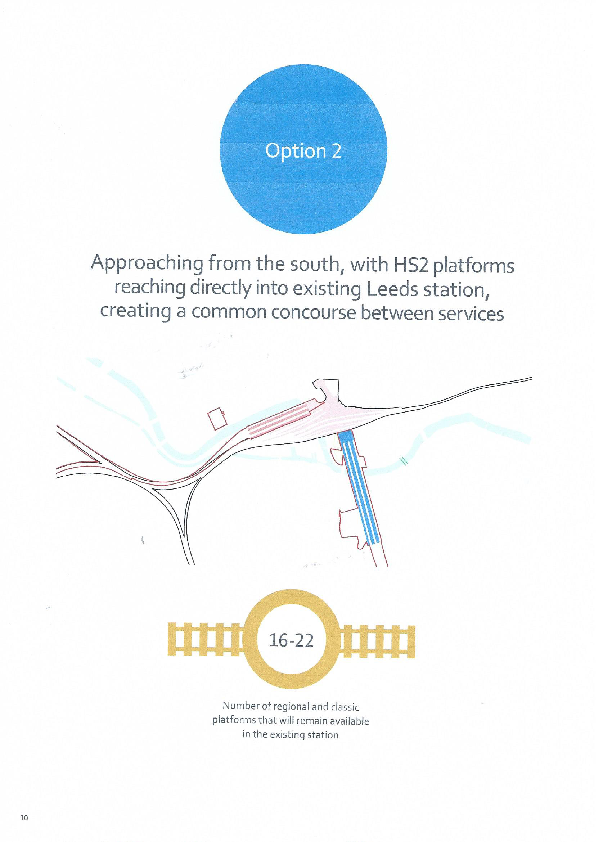 Option 2
Approaching from the south, with HS2 platforms
reaching directly into existing Leeds station,
creating a common concourse between services
16-22
Number of regional and classic
platforms that will remain available
in the existing station
10